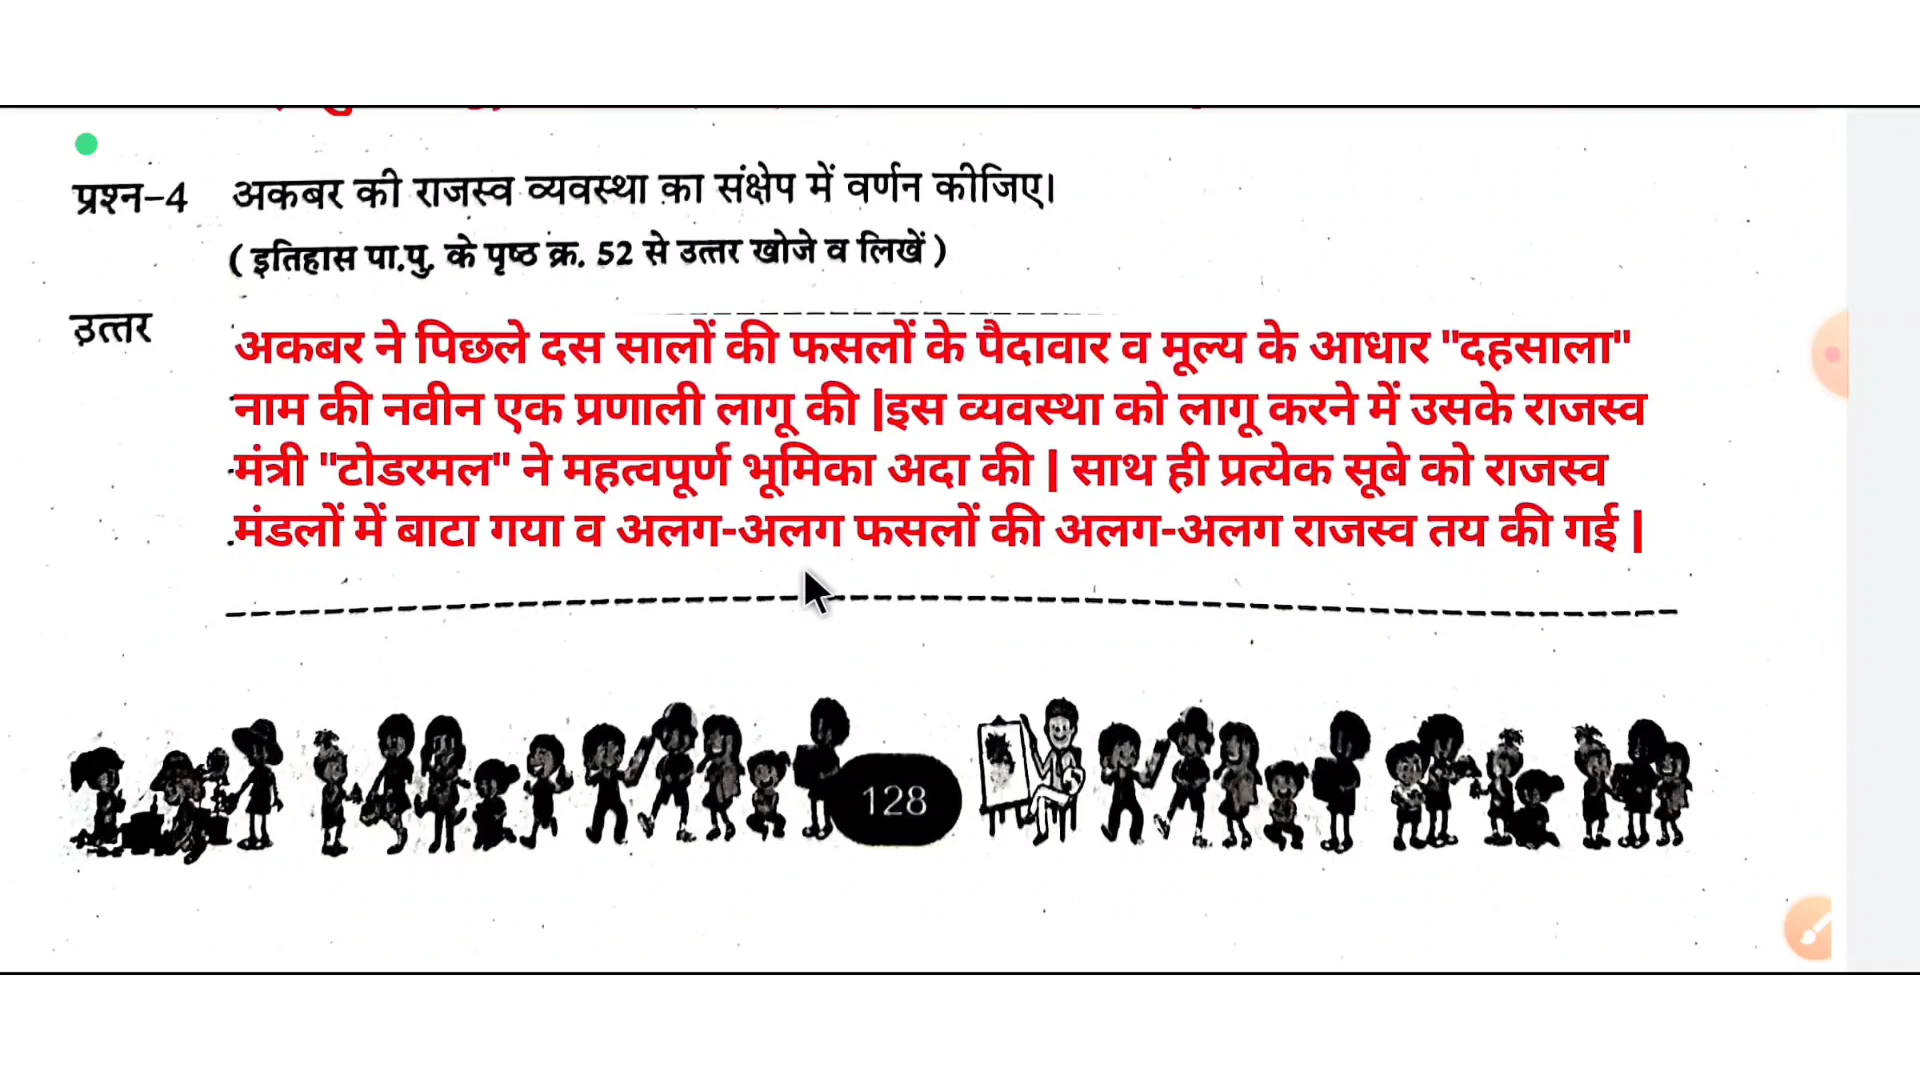 प्रश्न-4 अकबर की राजस्व व्यवस्था का संक्षेप में वर्णन कीजिए।
( इतिहास पा.पु. के पृष्ठ क्र. 52 से उत्तर खोजे व लिखें )
उत्तर
अकबर ने पिछले दस सालों की फसलों के पैदावार व मूल्य के आधार "दहसाला"
नाम की नवीन एक प्रणाली लागू की |इस व्यवस्था को लागू करने में उसके राजस्व
मंत्री "टोडरमल" ने महत्वपूर्ण भूमिका अदा की | साथ ही प्रत्येक सूबे को राजस्व
मंडलों में बाटा गया व अलग-अलग फसलों की अलग-अलग राजस्व तय की गई |
128